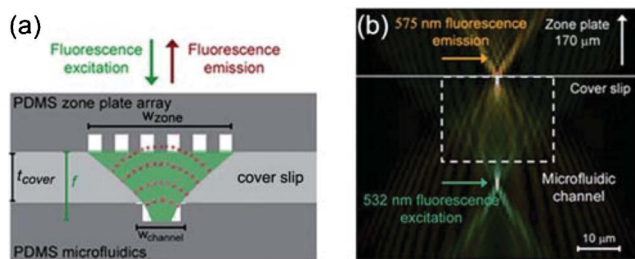 (a)
Fluorescence
excitation
Fluorescence
emission
PDMS zone plate array
wzone
tcover
f
cover slip
wchannel
PDMS microfluidics
(b)
575 nm fluorescence
emission
Zone plate
170 μm
Cover slip
Microfluidic
channel
532 nm fluorescence
excitation
10 μm